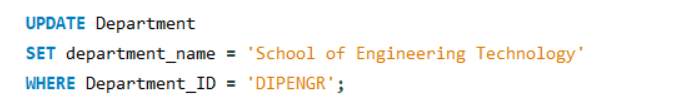 UPDATE Department
SET department_name = 'School of Engineering Technology'
WHERE Department_ID = 'DIPENGR';